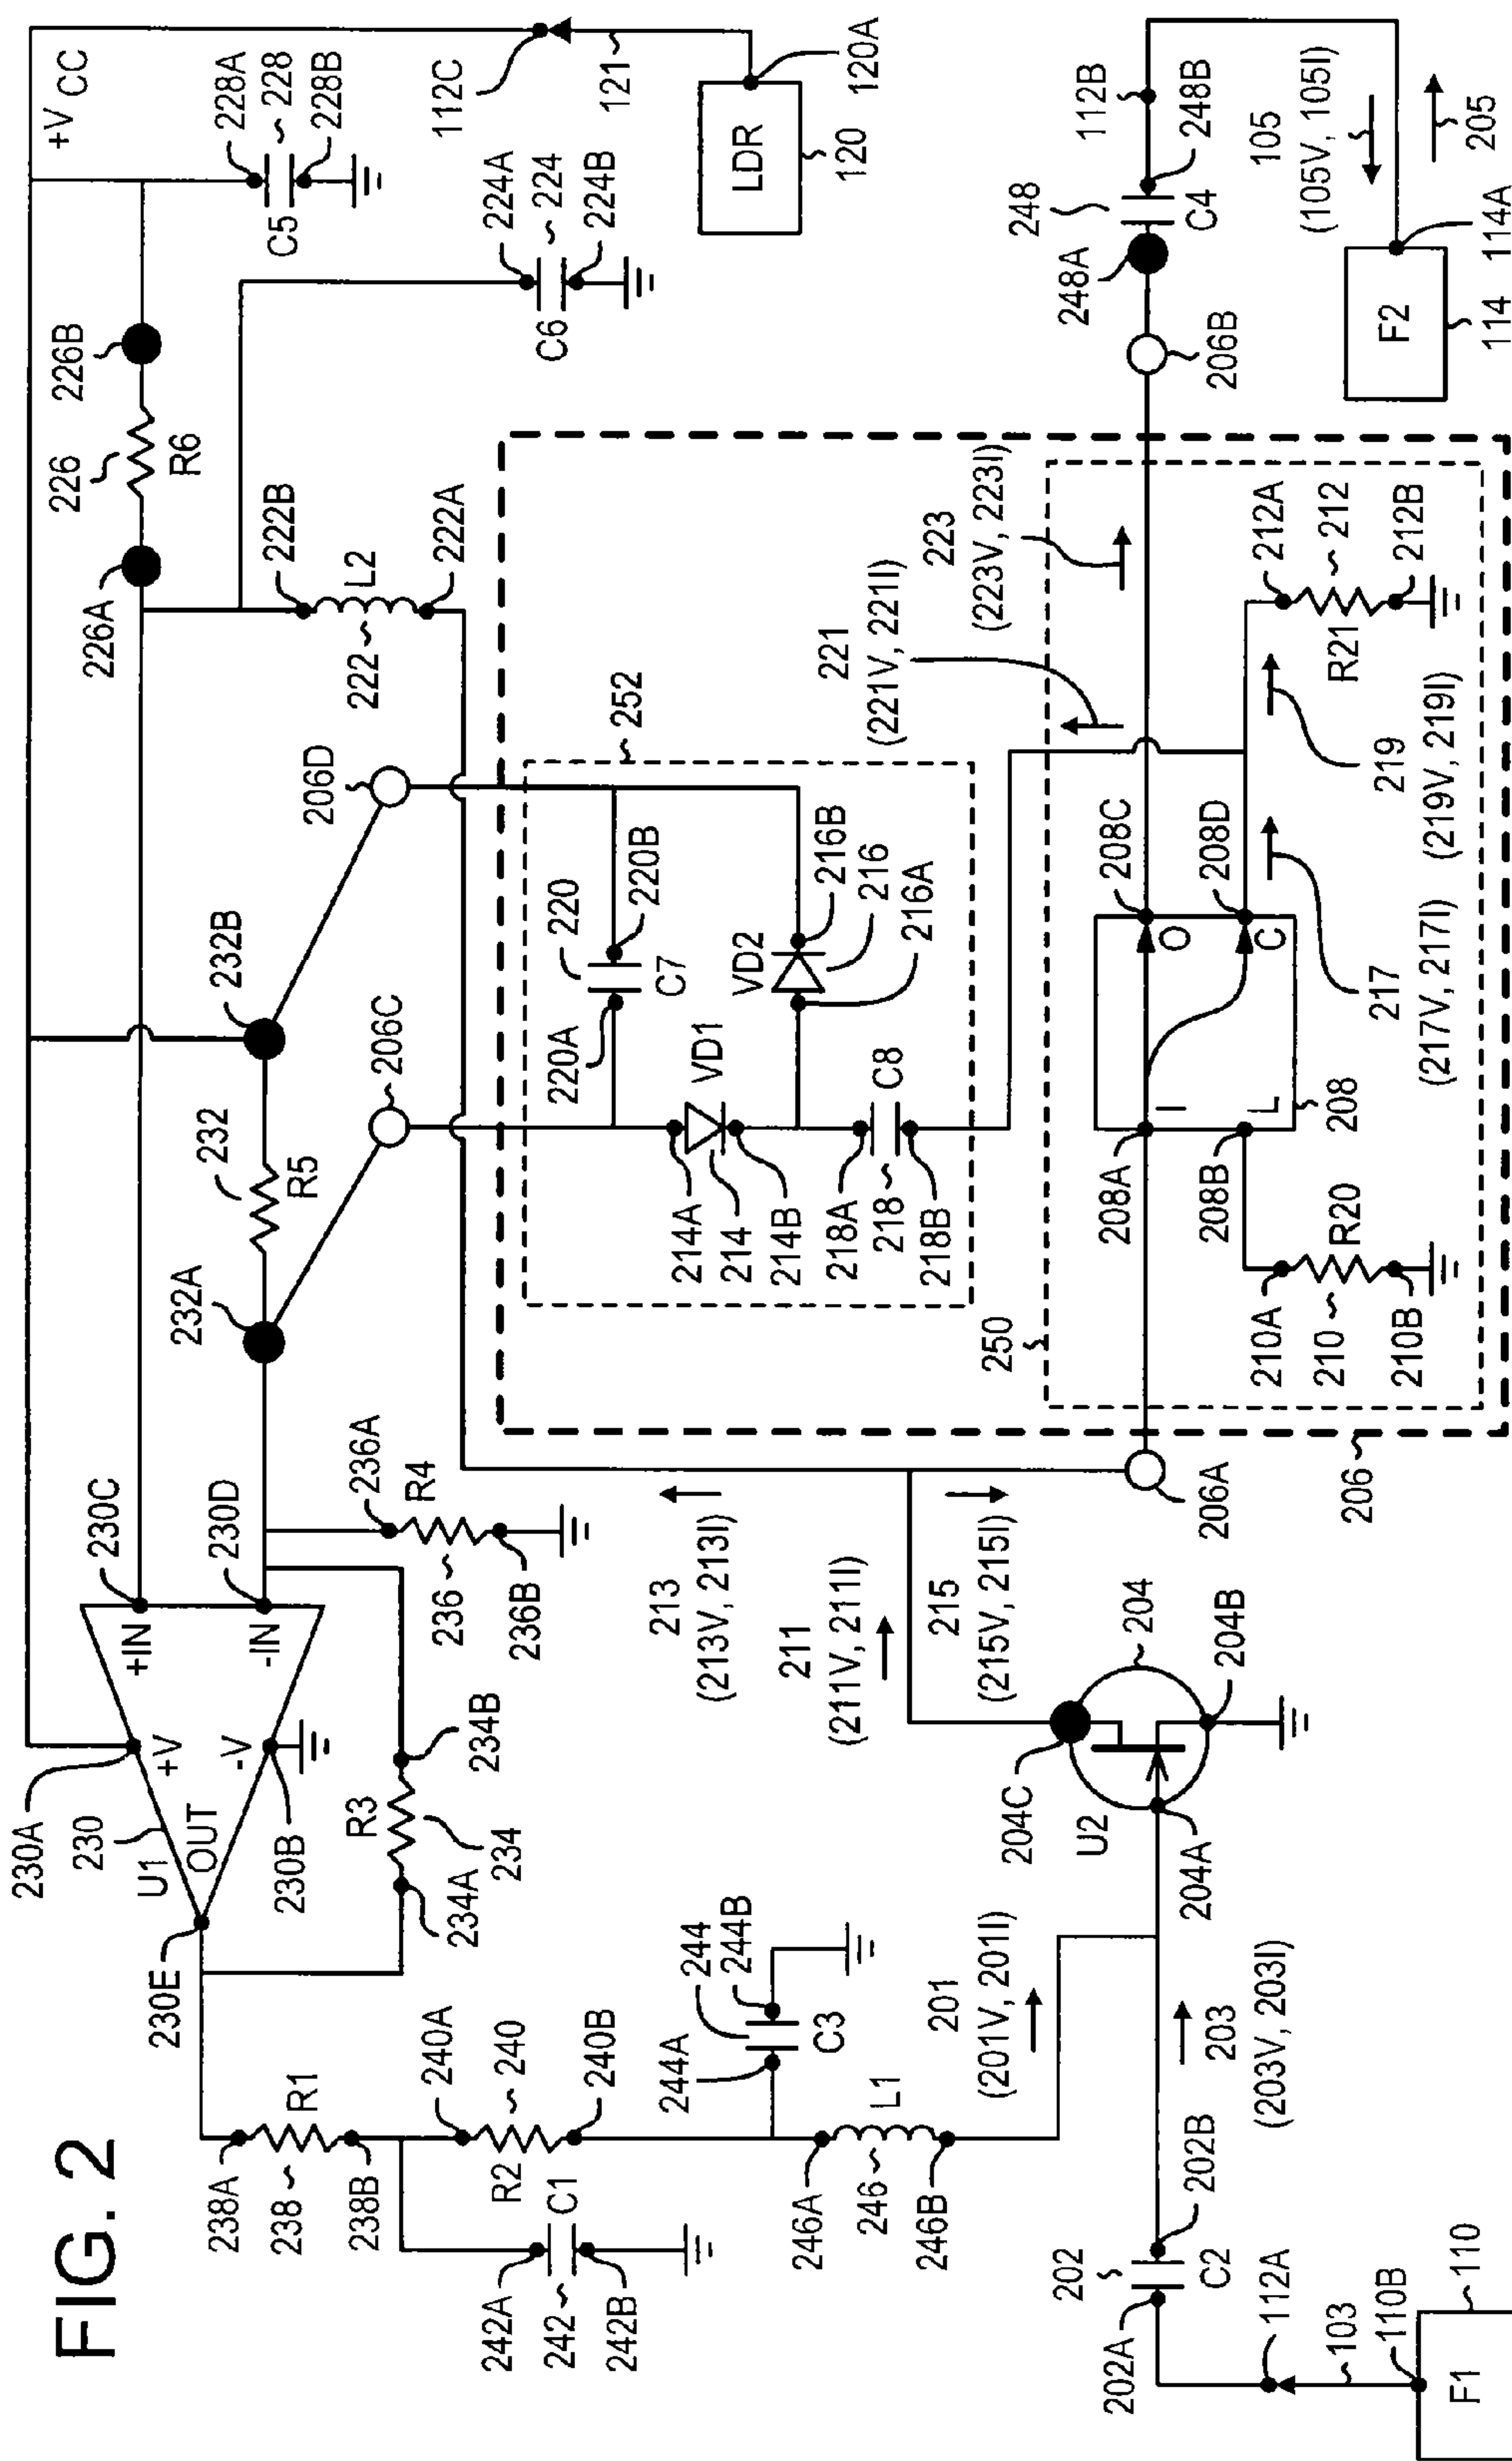 FIG. 2
230A
230
U1
+V
-V
OUT
+IN
-IN
230B
230C
230D
230E
R3
234
234A
234B
236A
R4
236
236B
232A
232
R5
232B
206C
206D
226A
226
R6
226B
+V CC
228A
228
228B
C5
224A
224
224B
C6
112C
121
LDR
120A
120
222B
L2
222
222A
238A
R1
238
238B
240A
240
R2
240B
242A
C1
242
242B
244
244A
244B
C3
246A
L1
246
246B
201
(201V, 201I)
203
(203V, 203I)
202
202A
202B
C2
112A
103
110B
110
F1
204
204A
204B
204C
U2
211
(211V, 211I)
213
(213V, 213I)
215
(215V, 215I)
206A
206
250
252
220
220A
220B
C7
VD1
214A
214
214B
VD2
216B
216
216A
218A
C8
218
218B
221
(221V, 221I)
223
(223V, 223I)
208A
208B
208C
208D
I
O
L
C
208
210A
R20
210
210B
217
(217V, 217I)
219
(219V, 219I)
212A
R21
212
212B
206B
248
248A
248B
C4
112B
105
(105V, 105I)
205
F2
114
114A